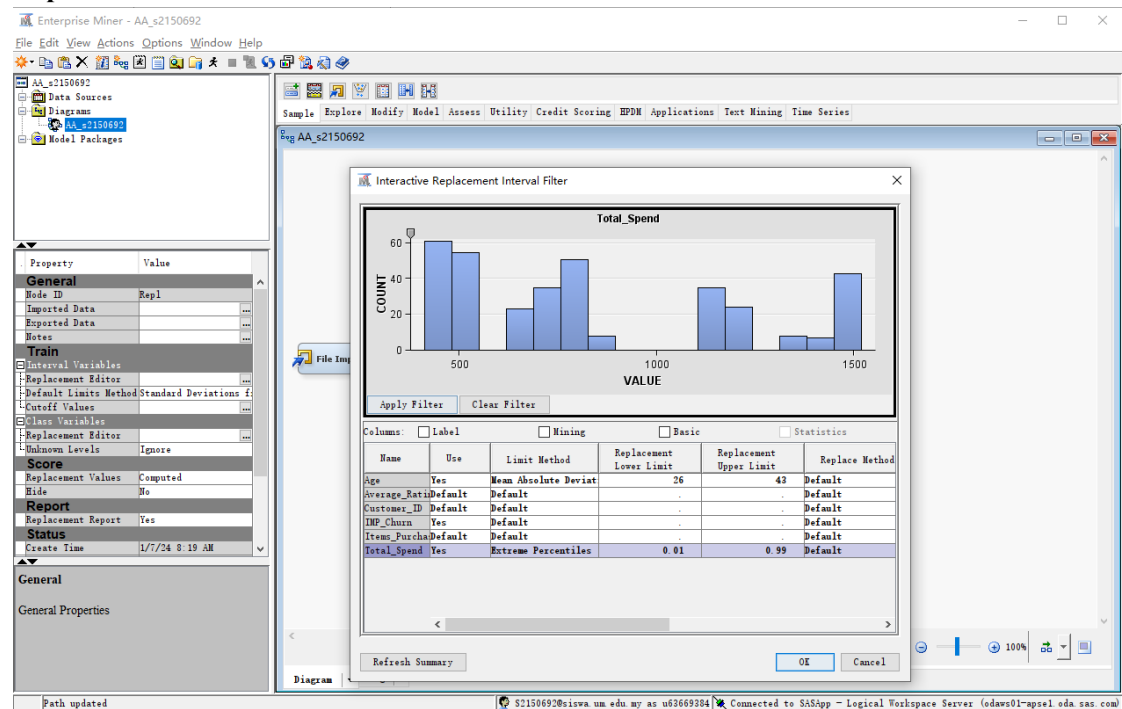 Enterprise Miner - AA_s2150692
File Edit View Actions Options Window Help
AA_s2150692
Data Sources
Diagrams
AA_s2150692
Model Packages
Sample Explore Modify Model Assess Utility Credit Scoring HPDM Applications Text Mining Time Series
AA_s2150692
Interactive Replacement Interval Filter
Total_Spend
60
40
20
0
COUNT
500 1000 1500
VALUE
Apply Filter Clear Filter
Columns: Label Mining Basic Statistics
Name Use Limit Method Replacement Lower Limit Replacement Upper Limit Replace Method
Age Yes Mean Absolute Deviat 26 43 Default
Average_Rati Default Default . . Default
Customer_ID Default Default . . Default
IMP_Churn Yes Default . . Default
Items_Purcha Default Default . . Default
Total_Spend Yes Extreme Percentiles 0.01 0.99 Default
Refresh Summary OK Cancel
File Imp
Property Value
General
Node ID Repl
Imported Data ...
Exported Data ...
Notes ...
Train
Interval Variables
Replacement Editor ...
Default Limits Method Standard Deviations f
Cutoff Values ...
Class Variables
Replacement Editor ...
Unknown Levels Ignore
Score
Replacement Values Computed
Hide No
Report
Replacement Report Yes
Status
Create Time 1/7/24 8:19 AM
General
General Properties
100%
Diagram
Path updated
S2150692@siswa.um.edu.my as u63669384 Connected to SASApp - Logical Workspace Server (odaws01-apse1.oda.sas.com)